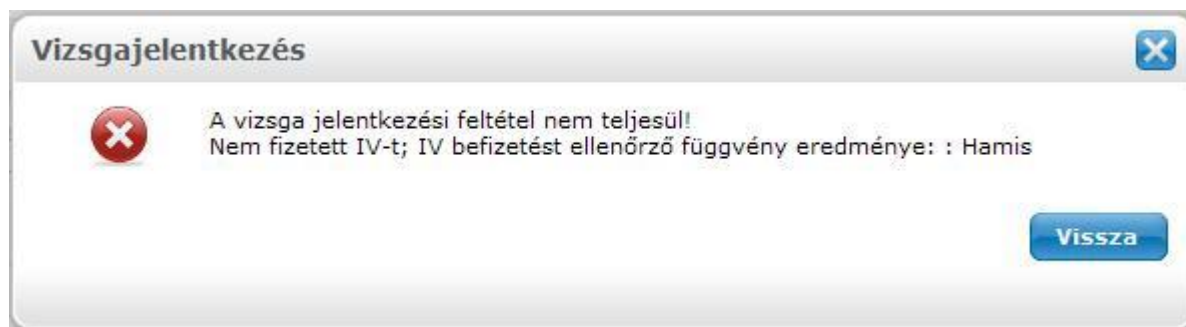 Vizsgajelentkezés
A vizsga jelentkezési feltétel nem teljesül!
Nem fizetett IV-t; IV befizetést ellenőrző függvény eredménye: : Hamis
Vissza